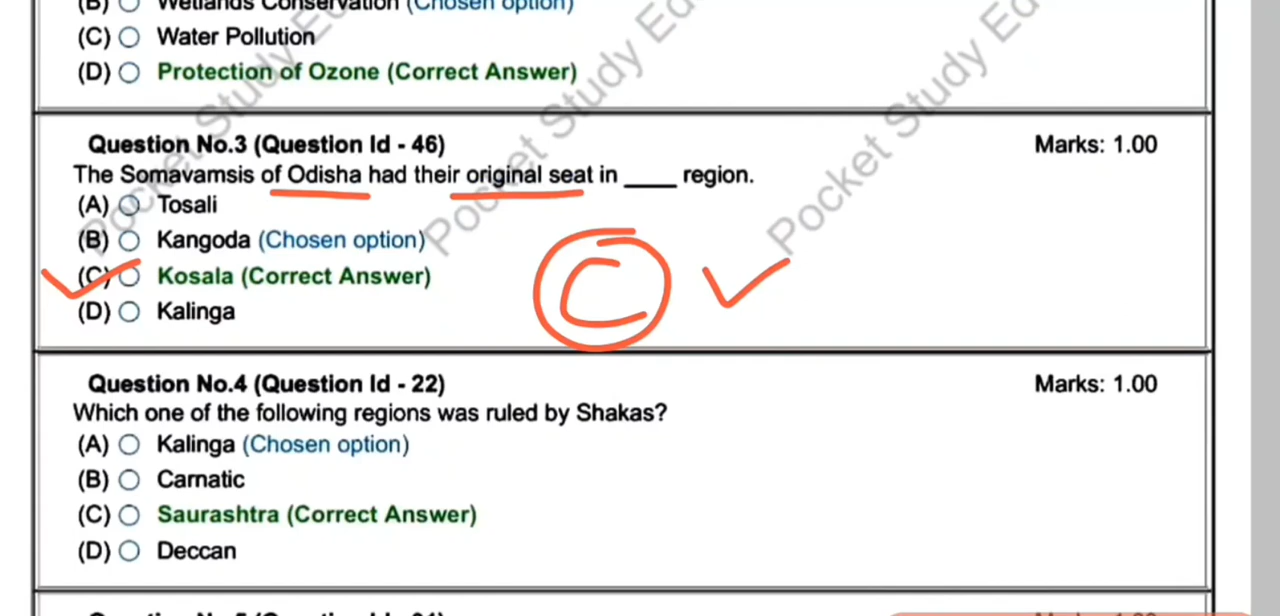 (B) Wetlands Conservation (Chosen option)
(C) Water Pollution
(D) Protection of Ozone (Correct Answer)
Question No.3 (Question Id - 46) Marks: 1.00
The Somavamsis of Odisha had their original seat in ____ region.
(A) Tosali
(B) Kangoda (Chosen option)
(C) Kosala (Correct Answer)
(D) Kalinga
C
Question No.4 (Question Id - 22) Marks: 1.00
Which one of the following regions was ruled by Shakas?
(A) Kalinga (Chosen option)
(B) Carnatic
(C) Saurashtra (Correct Answer)
(D) Deccan
Pocket Study Ed
Pocket Study Ed
Pocket Study Ed